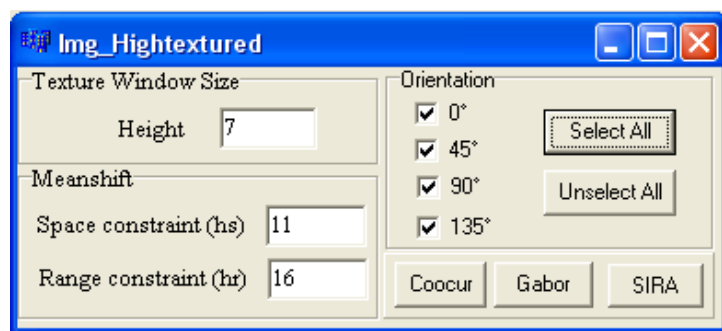 Img_Hightextured
Texture Window Size
Height 7
Meanshift
Space constraint (hs) 11
Range constraint (hr) 16
Orientation
0°
45°
90°
135°
Select All
Unselect All
Coocur Gabor SIRA